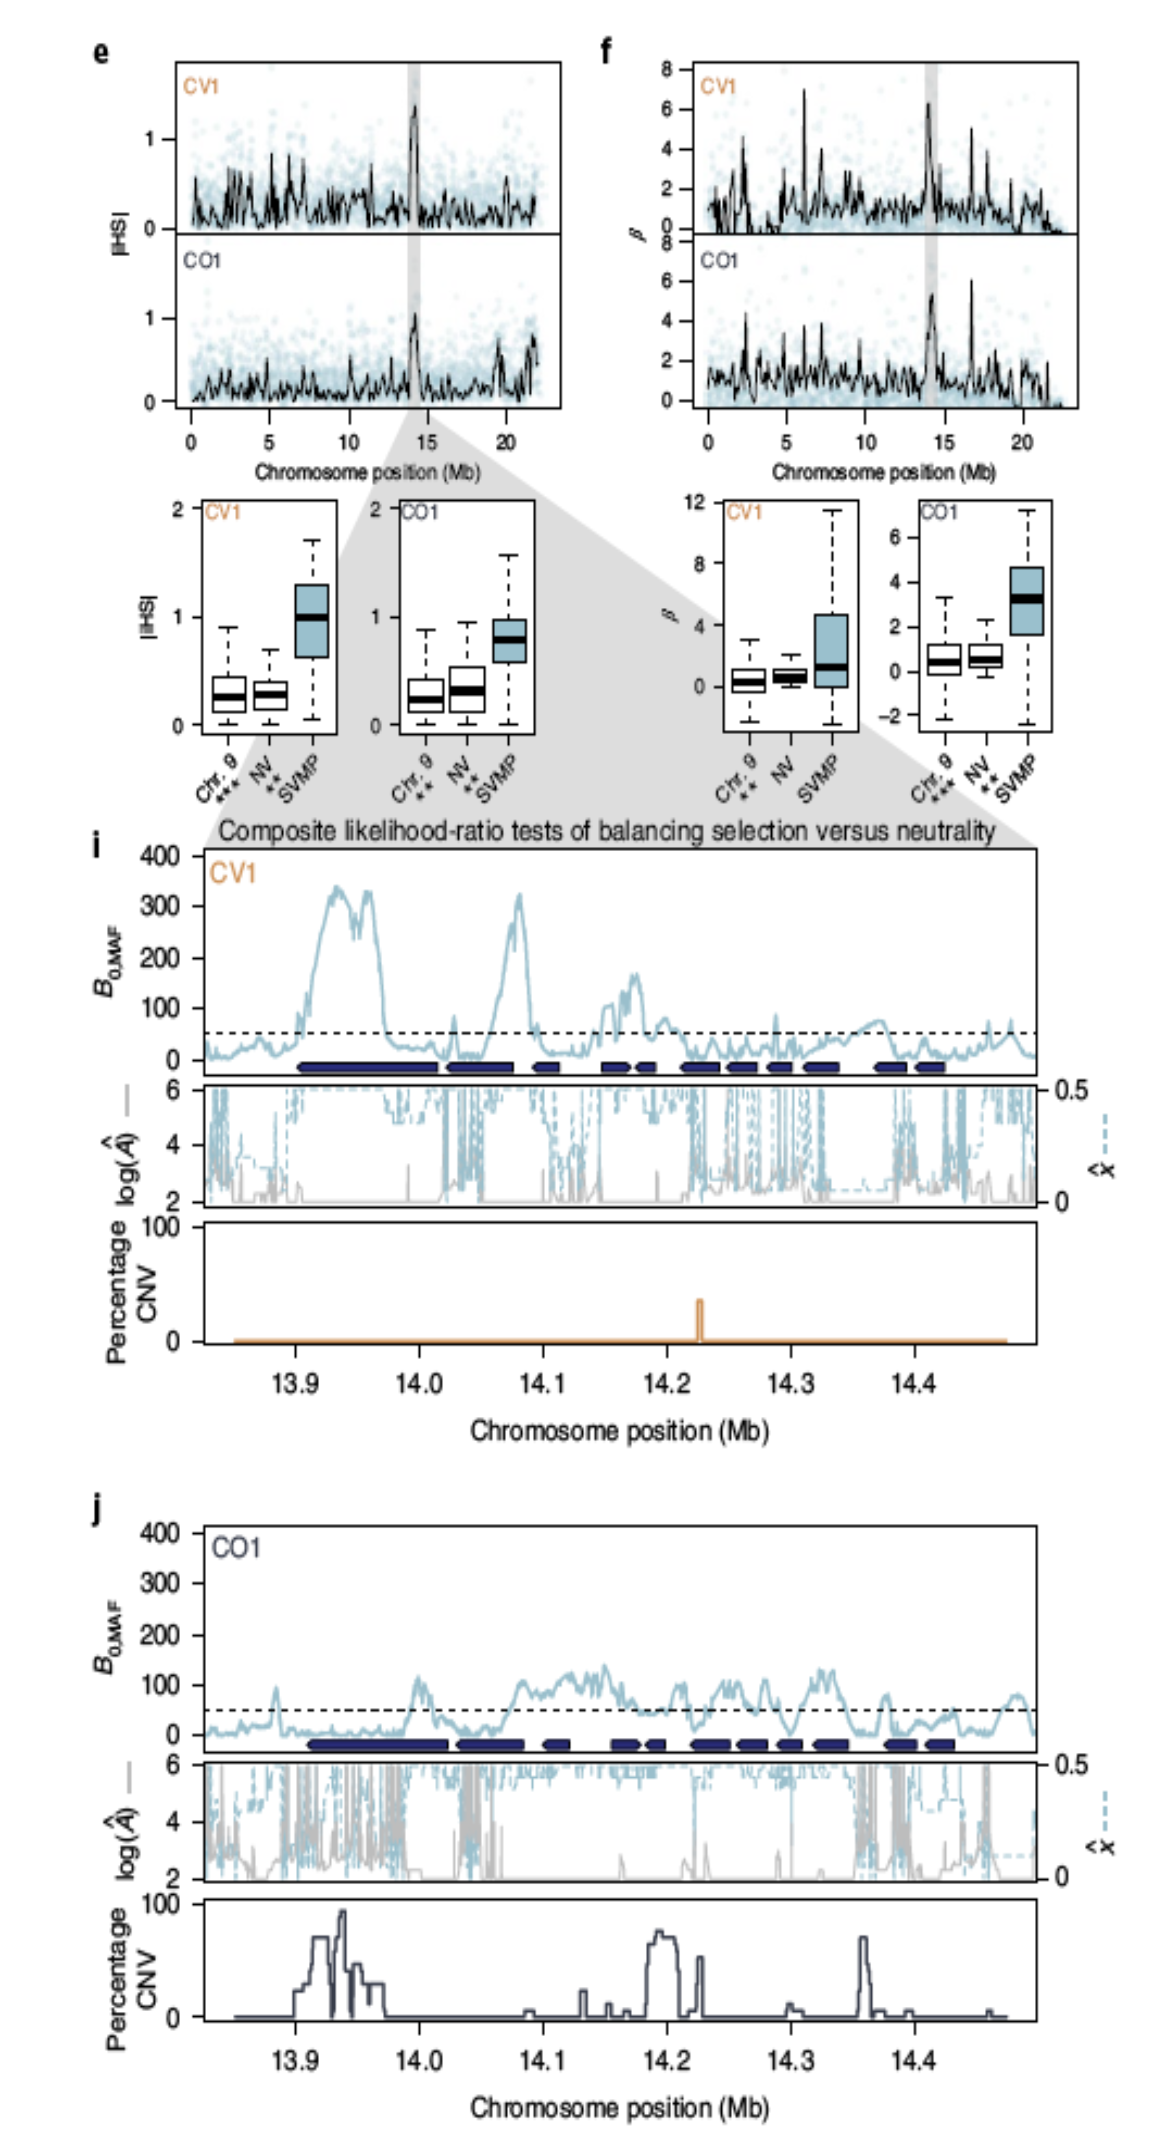 e
CV1
1
0
|iHS|
CO1
1
0
0 5 10 15 20
Chromosome position (Mb)
f
8
CV1
6
4
2
0
β
8
CO1
6
4
2
0
0 5 10 15 20
Chromosome position (Mb)
2
CV1
1
0
|iHS|
Chr. 9
***
NV
**
SVMP
2
CO1
1
0
Chr. 9
**
NV
**
SVMP
12
CV1
8
4
0
β
Chr. 9
**
NV
SVMP
CO1
6
4
2
0
−2
Chr. 9
***
NV
**
SVMP
i
Composite likelihood-ratio tests of balancing selection versus neutrality
400
CV1
300
200
100
0
B0,MAF
6
4
2
log(Â)
0.5
0
x̂
100
0
Percentage
CNV
13.9 14.0 14.1 14.2 14.3 14.4
Chromosome position (Mb)
j
400
CO1
300
200
100
0
B0,MAF
6
4
2
log(Â)
0.5
0
x̂
100
0
Percentage
CNV
13.9 14.0 14.1 14.2 14.3 14.4
Chromosome position (Mb)